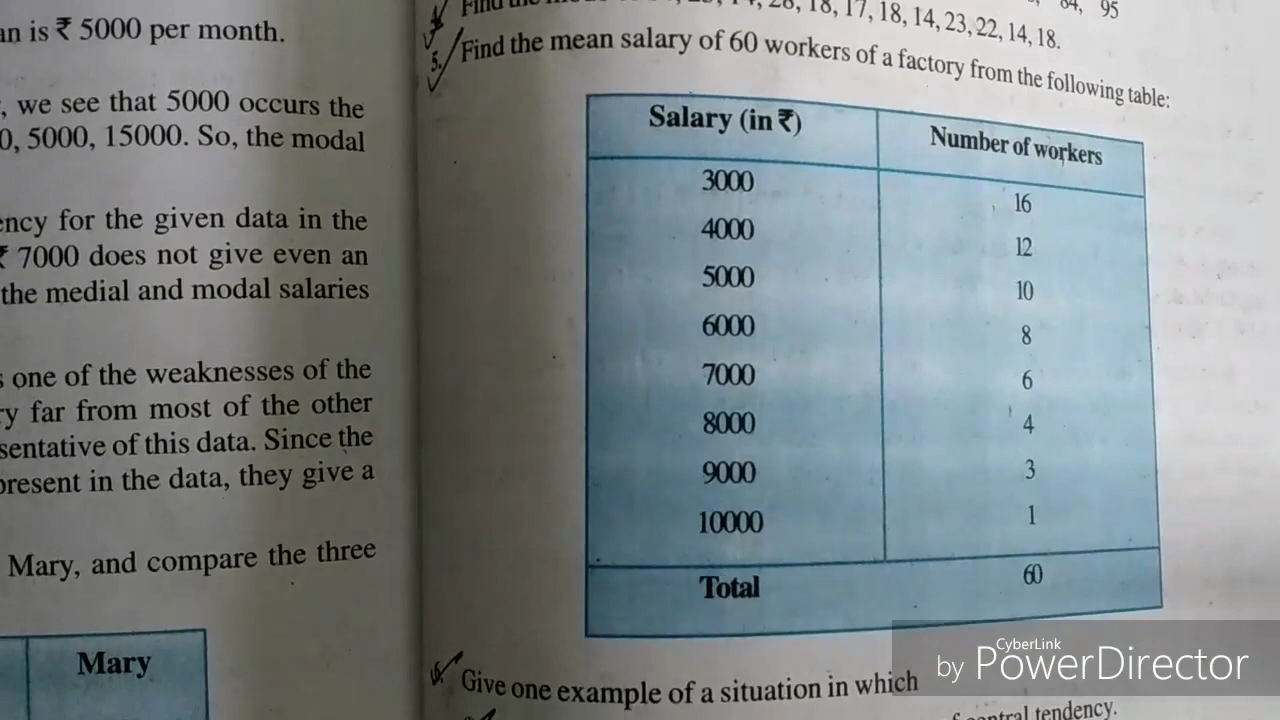 an is ₹ 5000 per month.
, we see that 5000 occurs the
0, 5000, 15000. So, the modal
ency for the given data in the
₹ 7000 does not give even an
the medial and modal salaries
s one of the weaknesses of the
ry far from most of the other
sentative of this data. Since the
present in the data, they give a
Mary, and compare the three
Mary
64, 95
18, 17, 18, 14, 23, 22, 14, 18.
5. Find the mean salary of 60 workers of a factory from the following table:
Salary (in ₹) Number of workers
3000 16
4000 12
5000 10
6000 8
7000 6
8000 4
9000 3
10000 1
Total 60
Give one example of a situation in which
central tendency.
CyberLink
by PowerDirector